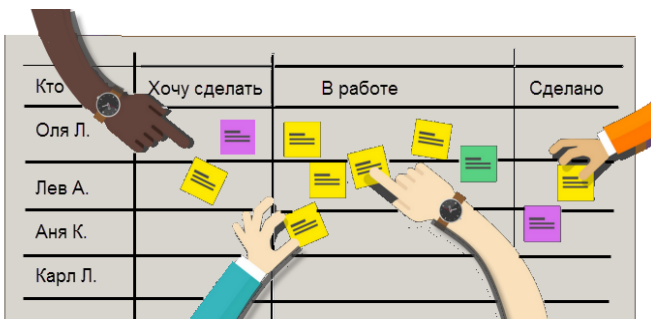 Кто Хочу сделать В работе Сделано
Оля Л.
Лев А.
Аня К.
Карл Л.